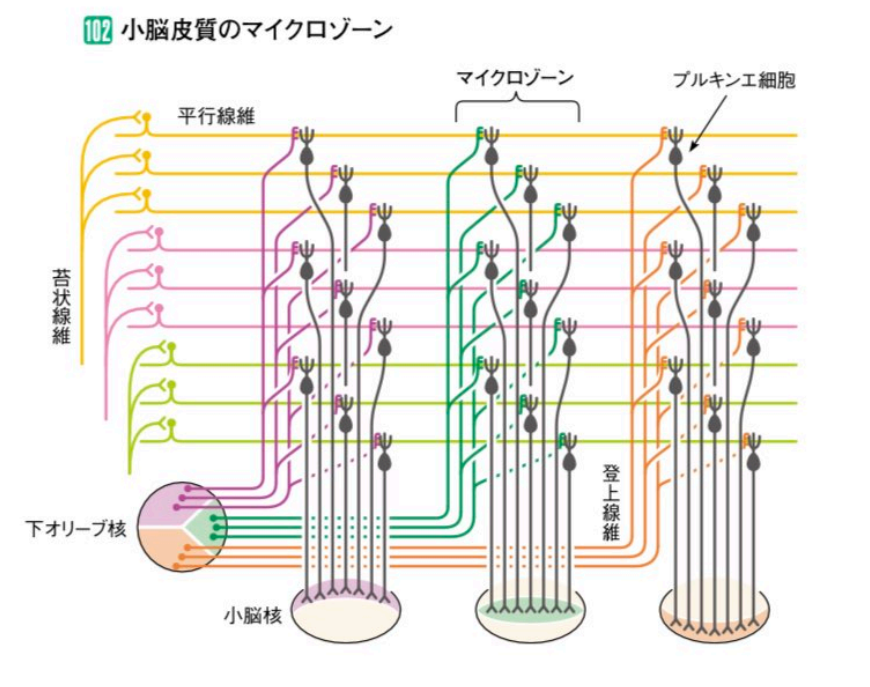 102 小脳皮質のマイクロゾーン
マイクロゾーン
プルキンエ細胞
平行線維
苔状線維
登上線維
下オリーブ核
小脳核